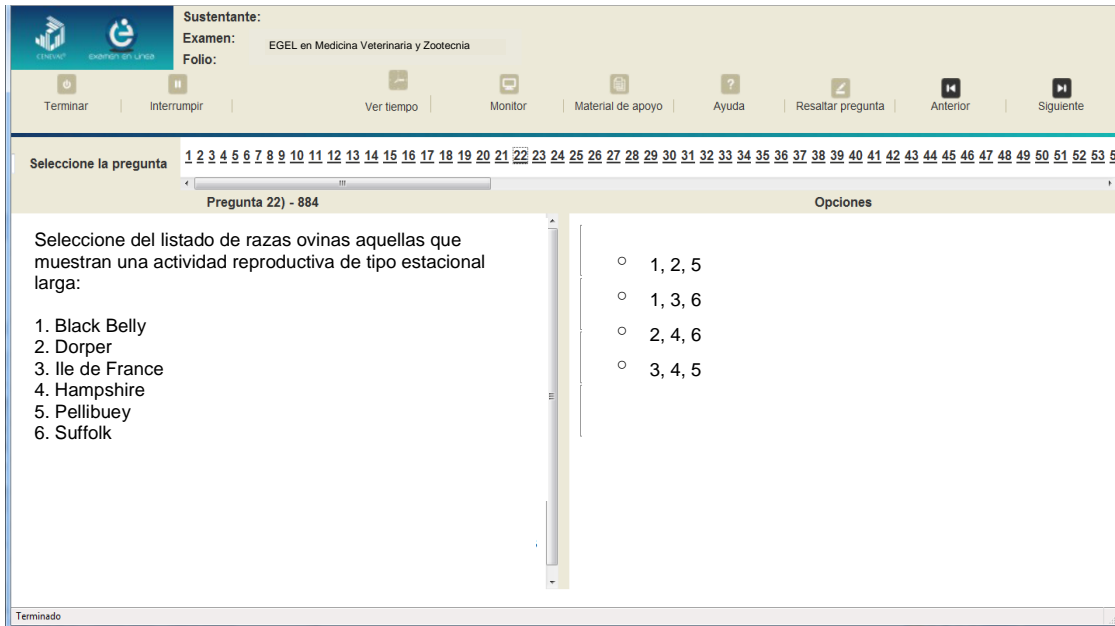 Sustentante:
Examen: EGEL en Medicina Veterinaria y Zootecnia
Folio:
CENEVAL® examen en línea
Terminar Interrumpir Ver tiempo Monitor Material de apoyo Ayuda Resaltar pregunta Anterior Siguiente
Seleccione la pregunta 1 2 3 4 5 6 7 8 9 10 11 12 13 14 15 16 17 18 19 20 21 22 23 24 25 26 27 28 29 30 31 32 33 34 35 36 37 38 39 40 41 42 43 44 45 46 47 48 49 50 51 52 53 5
Pregunta 22) - 884
Opciones
Seleccione del listado de razas ovinas aquellas que
muestran una actividad reproductiva de tipo estacional
larga:
1. Black Belly
2. Dorper
3. Ile de France
4. Hampshire
5. Pellibuey
6. Suffolk
1, 2, 5
1, 3, 6
2, 4, 6
3, 4, 5
Terminado